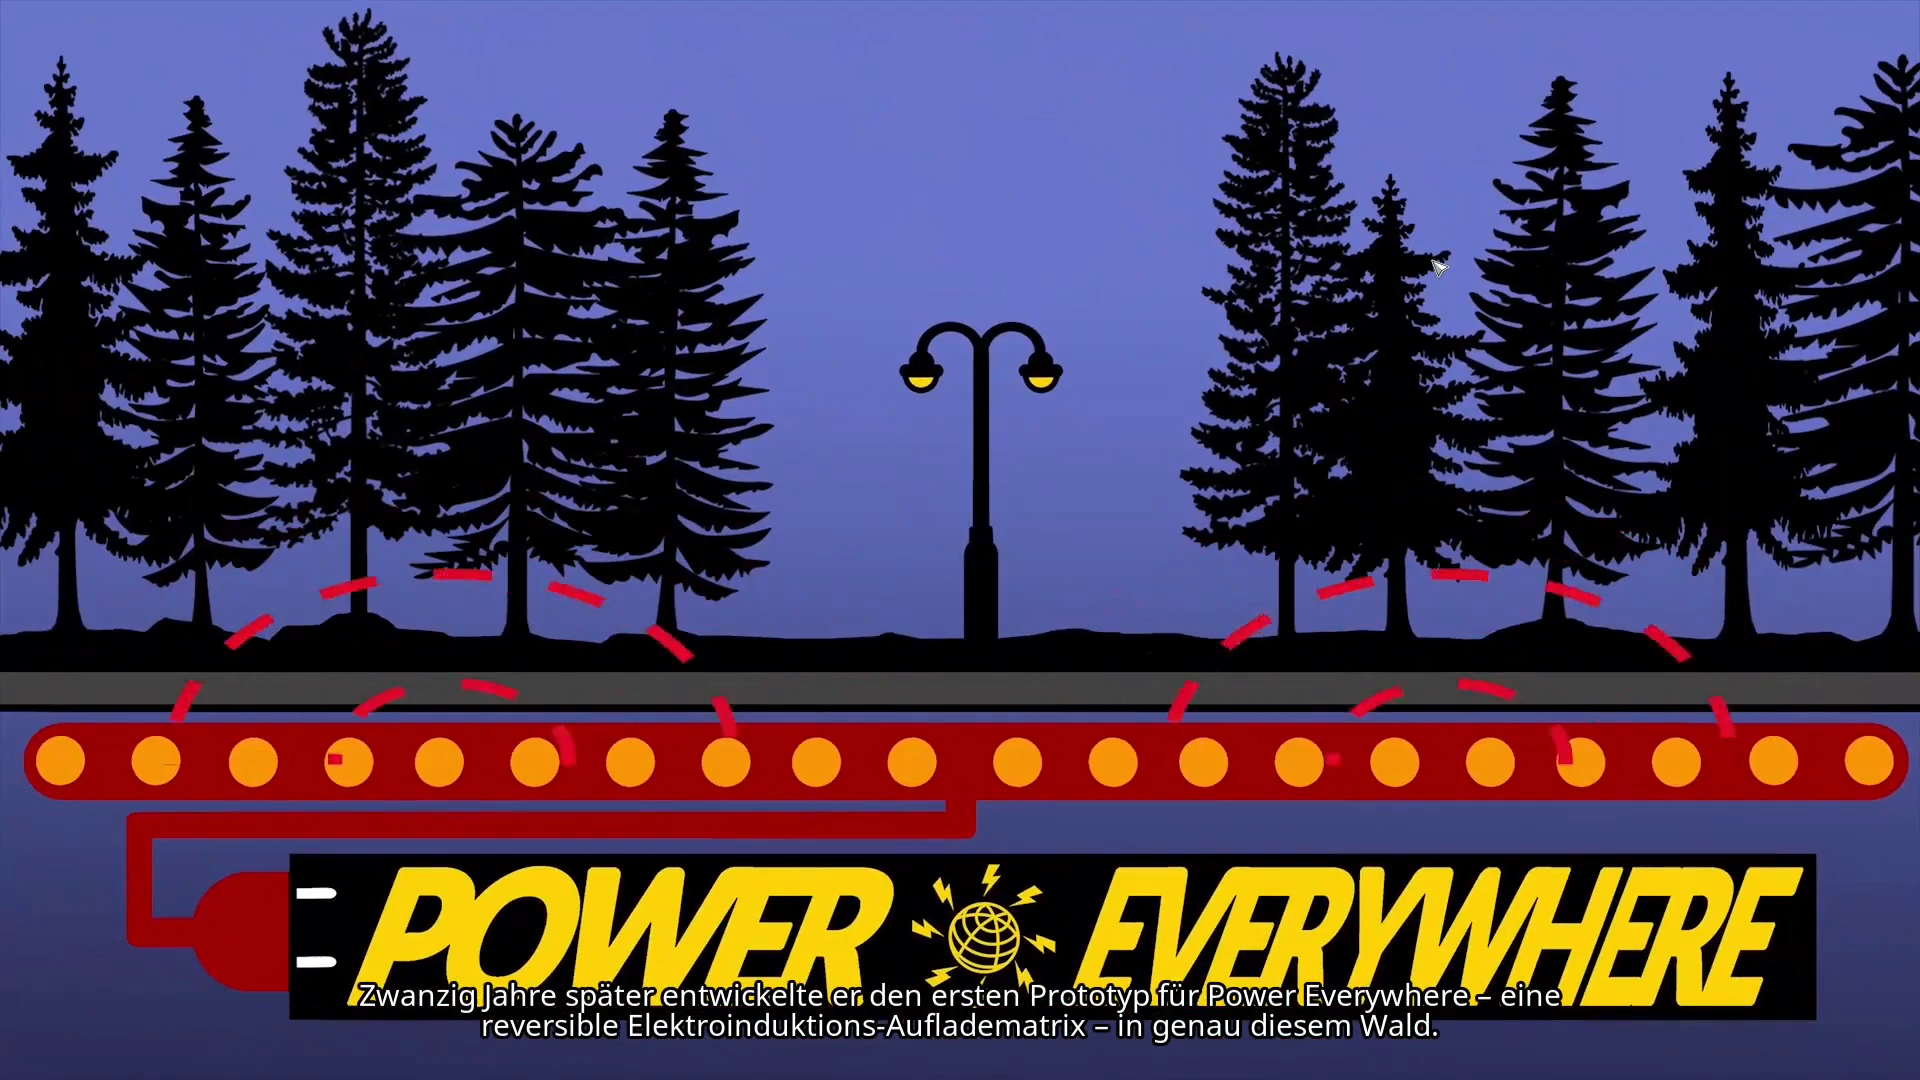 POWER EVERYWHERE
Zwanzig Jahre später entwickelte er den ersten Prototyp für Power Everywhere – eine
reversible Elektroinduktions-Aufladematrix – in genau diesem Wald.